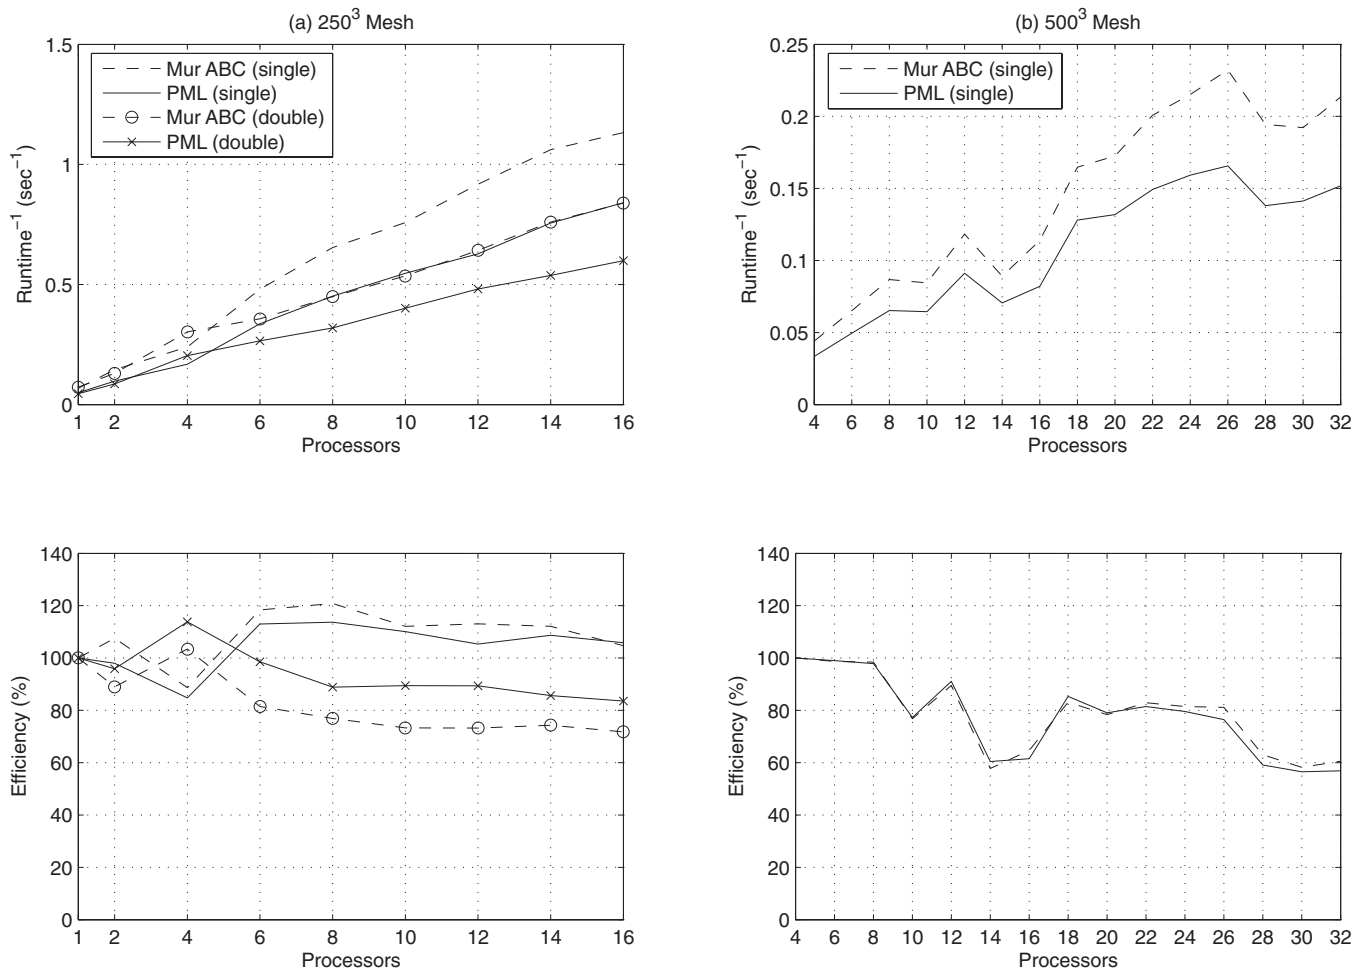 (a) 250³ Mesh
1.5
1
0.5
0
Runtime⁻¹ (sec⁻¹)
Mur ABC (single)
PML (single)
Mur ABC (double)
PML (double)
1 2 4 6 8 10 12 14 16
Processors
(b) 500³ Mesh
0.25
0.2
0.15
0.1
0.05
0
Runtime⁻¹ (sec⁻¹)
Mur ABC (single)
PML (single)
4 6 8 10 12 14 16 18 20 22 24 26 28 30 32
Processors
140
120
100
80
60
40
20
0
Efficiency (%)
1 2 4 6 8 10 12 14 16
Processors
140
120
100
80
60
40
20
0
Efficiency (%)
4 6 8 10 12 14 16 18 20 22 24 26 28 30 32
Processors